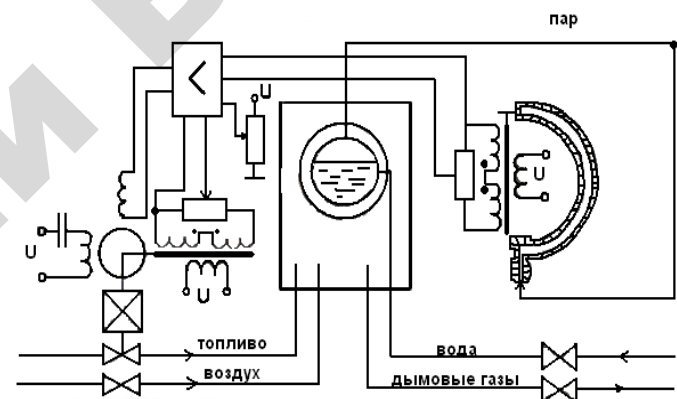 пар
U
U
U
U
топливо
вода
воздух
дымовые газы